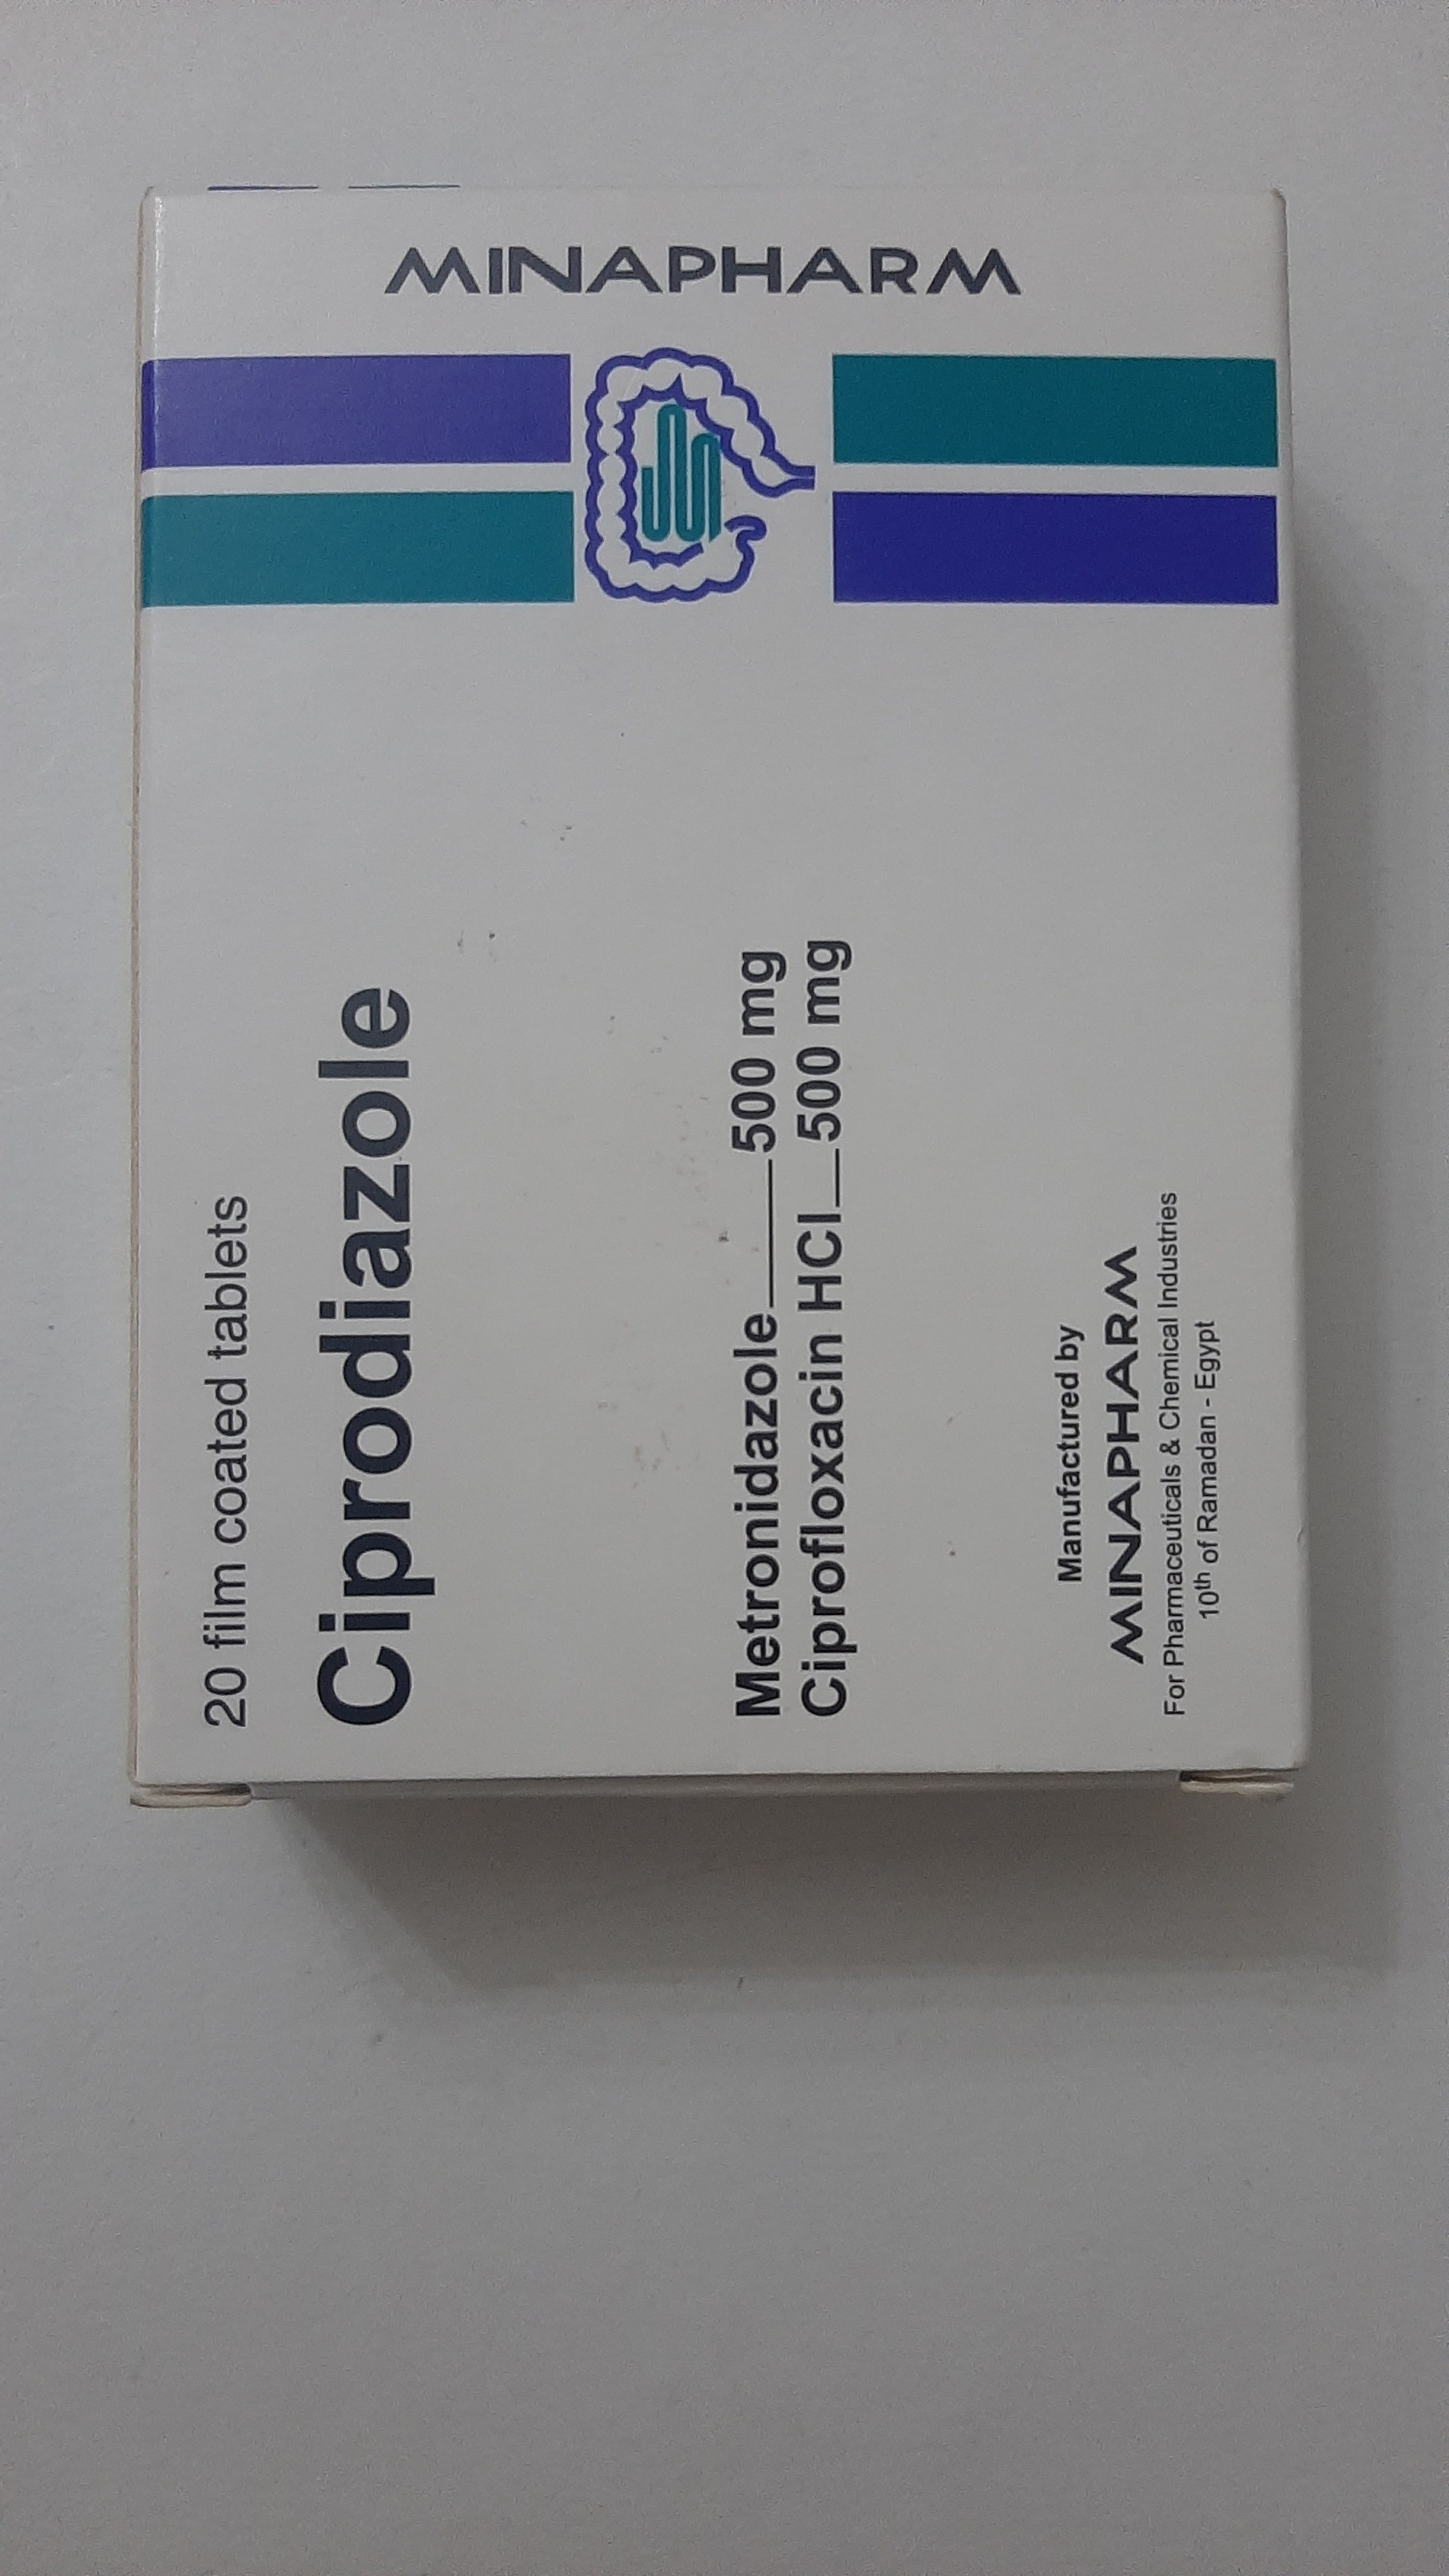 MINAPHARM
20 film coated tablets
Ciprodiazole
Metronidazole____500 mg
Ciprofloxacin HCl__500 mg
Manufactured by
MINAPHARM
For Pharmaceuticals & Chemical Industries
10th of Ramadan - Egypt